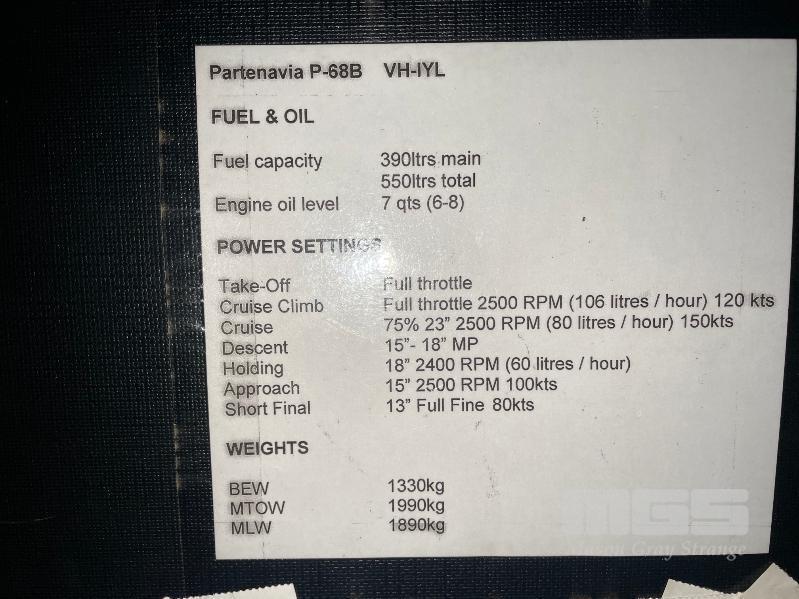 Partenavia P-68B VH-IYL
FUEL & OIL
Fuel capacity 390ltrs main
550ltrs total
Engine oil level 7 qts (6-8)
POWER SETTINGS
Take-Off Full throttle
Cruise Climb Full throttle 2500 RPM (106 litres / hour) 120 kts
Cruise 75% 23” 2500 RPM (80 litres / hour) 150kts
Descent 15”- 18” MP
Holding 18” 2400 RPM (60 litres / hour)
Approach 15” 2500 RPM 100kts
Short Final 13” Full Fine 80kts
WEIGHTS
BEW 1330kg
MTOW 1990kg
MLW 1890kg
MGS
Gray Strange